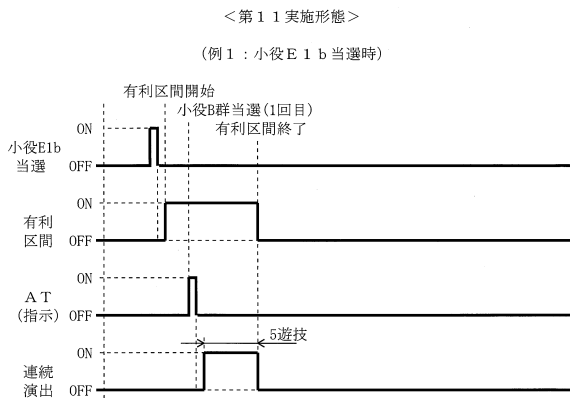 ＜第１１実施形態＞
（例１：小役Ｅ１ｂ当選時）
有利区間開始
小役B群当選(1回目)
有利区間終了
ON
小役E1b
当選
OFF
ON
有利
区間
OFF
ON
ＡＴ
(指示)
OFF
5遊技
ON
連続
演出
OFF